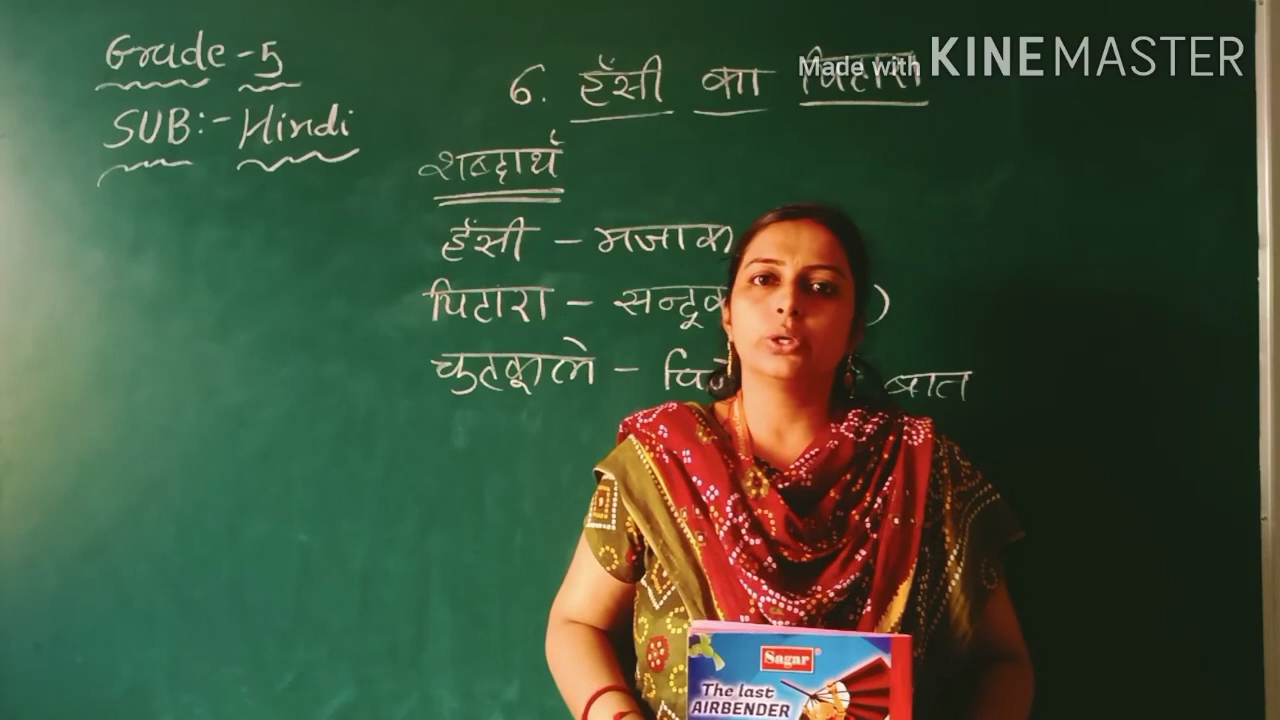 Grade - 5
SUB:- Hindi
6. हँसी का पिटारा
Made with KINEMASTER
शब्दार्थ
हँसी - मजाक
पिटारा - सन्दूक )
चुटकूले - बात
Sagar
The last
AIRBENDER